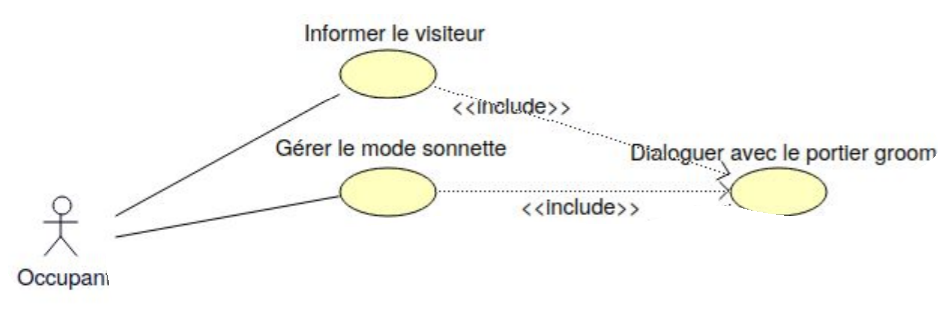 Informer le visiteur
<<include>>
Gérer le mode sonnette
Dialoguer avec le portier groom
<<include>>
Occupant